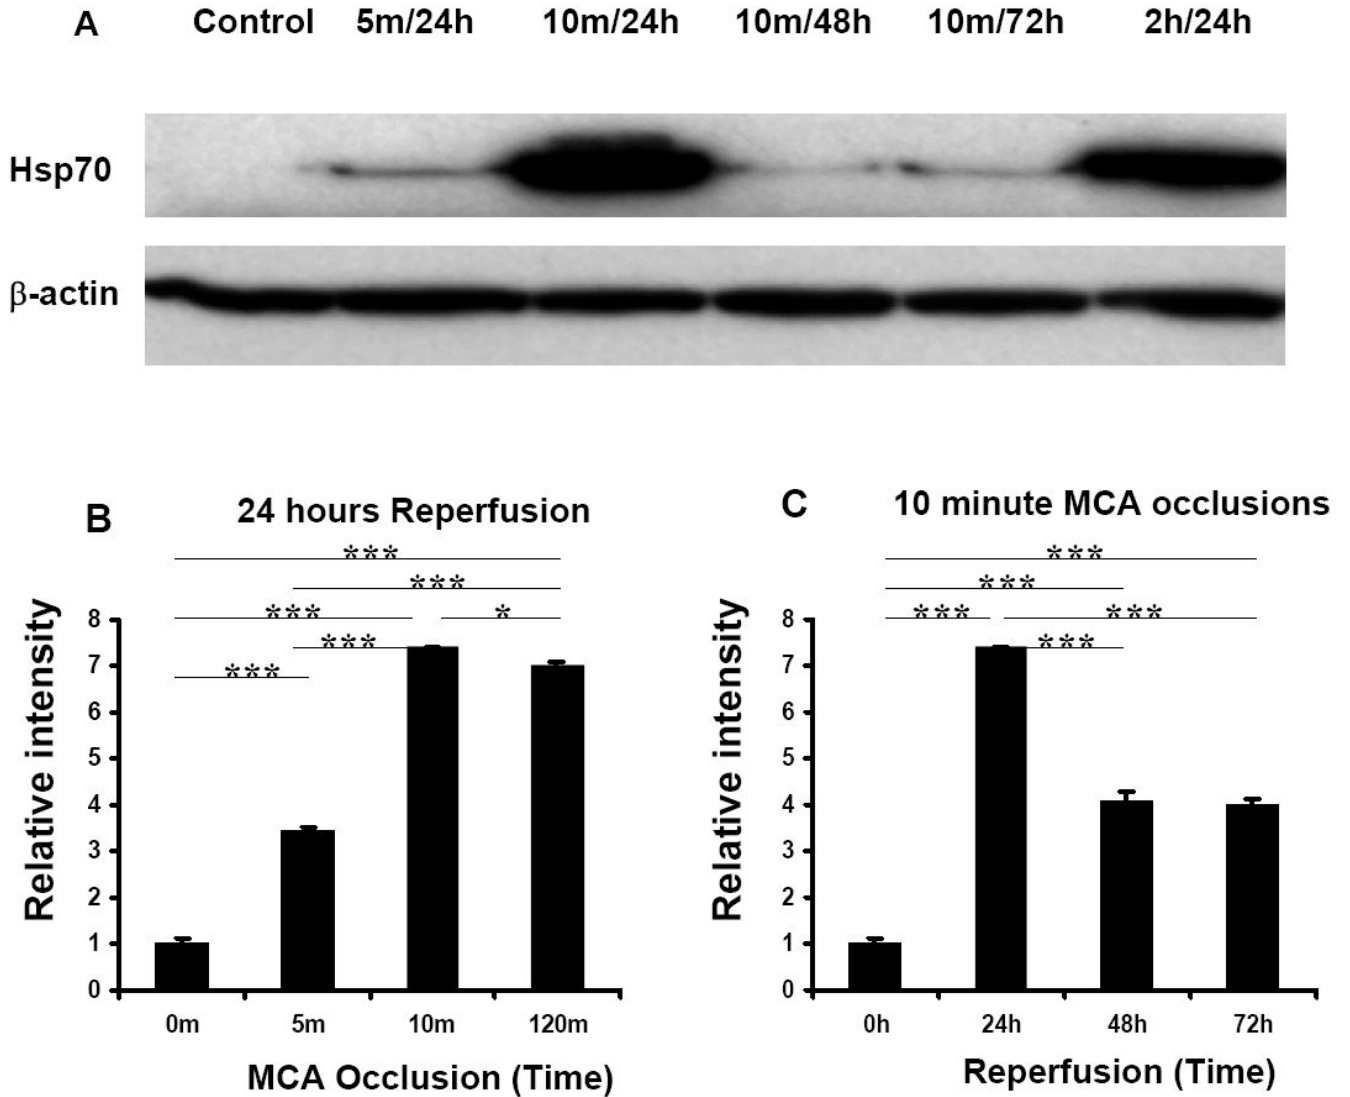 A Control 5m/24h 10m/24h 10m/48h 10m/72h 2h/24h
Hsp70
β-actin
B 24 hours Reperfusion
***
***
*** *
***
***
Relative intensity
8
7
6
5
4
3
2
1
0
0m 5m 10m 120m
MCA Occlusion (Time)
C 10 minute MCA occlusions
***
***
*** ***
***
Relative intensity
8
7
6
5
4
3
2
1
0
0h 24h 48h 72h
Reperfusion (Time)